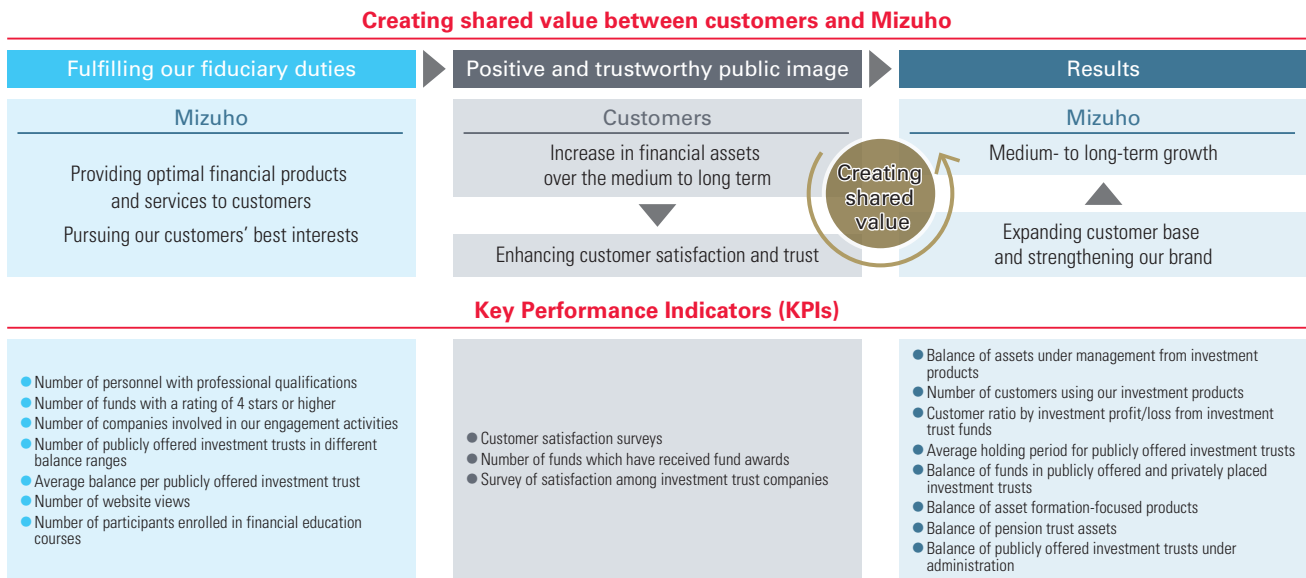 Creating shared value between customers and Mizuho
Fulfilling our fiduciary duties
Positive and trustworthy public image
Results
Mizuho
Providing optimal financial products
and services to customers
Pursuing our customers’ best interests
Customers
Increase in financial assets
over the medium to long term
Enhancing customer satisfaction and trust
Creating
shared
value
Mizuho
Medium- to long-term growth
Expanding customer base
and strengthening our brand
Key Performance Indicators (KPIs)
● Number of personnel with professional qualifications
● Number of funds with a rating of 4 stars or higher
● Number of companies involved in our engagement activities
● Number of publicly offered investment trusts in different
balance ranges
● Average balance per publicly offered investment trust
● Number of website views
● Number of participants enrolled in financial education
courses
● Customer satisfaction surveys
● Number of funds which have received fund awards
● Survey of satisfaction among investment trust companies
● Balance of assets under management from investment
products
● Number of customers using our investment products
● Customer ratio by investment profit/loss from investment
trust funds
● Average holding period for publicly offered investment trusts
● Balance of funds in publicly offered and privately placed
investment trusts
● Balance of asset formation-focused products
● Balance of pension trust assets
● Balance of publicly offered investment trusts under
administration